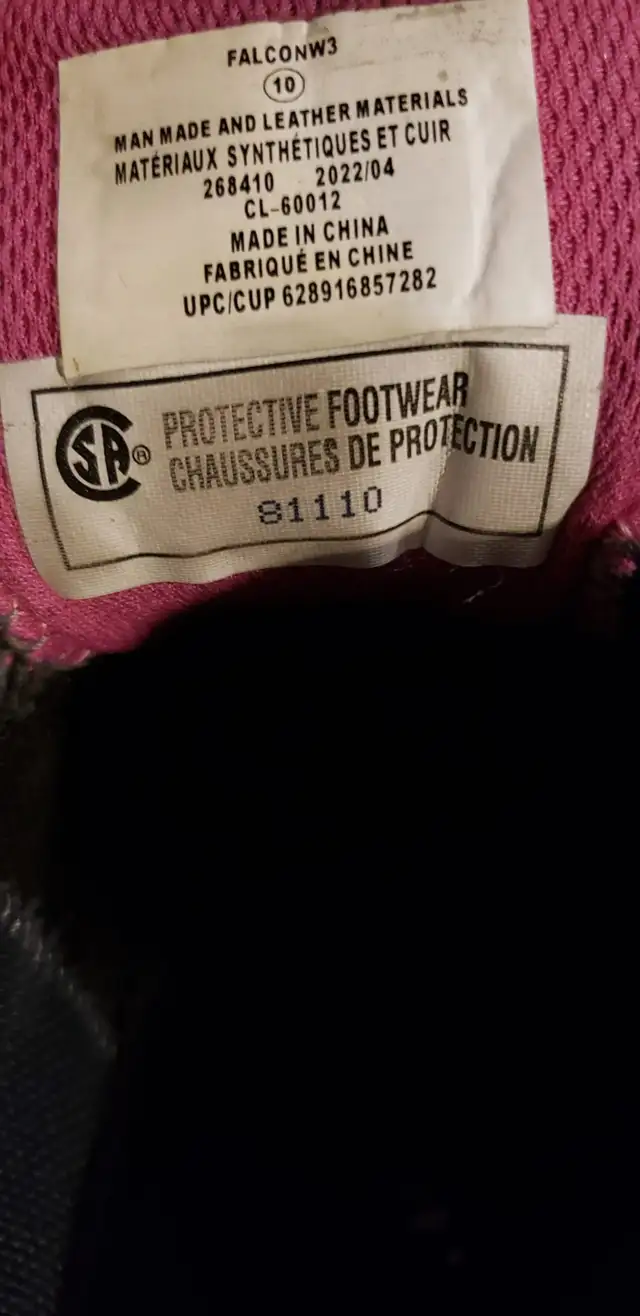 FALCONW3
10
MAN MADE AND LEATHER MATERIALS
MATÉRIAUX SYNTHÉTIQUES ET CUIR
268410 2022/04
CL-60012
MADE IN CHINA
FABRIQUÉ EN CHINE
UPC/CUP 628916857282
CSA® PROTECTIVE FOOTWEAR
CHAUSSURES DE PROTECTION
81110